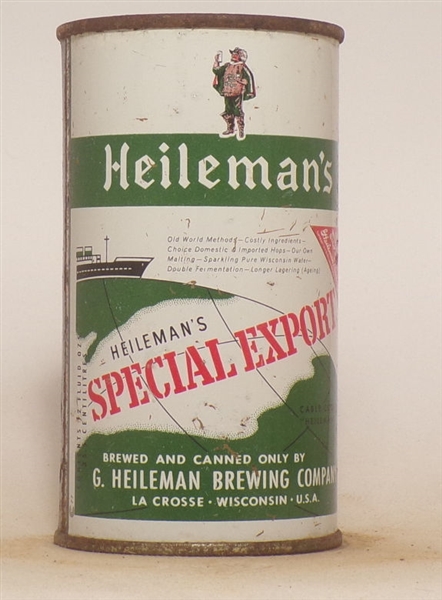 Heileman's
Old World Methods—Costly Ingredients—
Choice Domestic & Imported Hops—Our Own
Malting—Sparkling Pure Wisconsin Water—
Double Fermentation—Longer Lagering (Ageing)
HEILEMAN'S
SPECIAL EXPORT
BREWED AND CANNED ONLY BY
G. HEILEMAN BREWING COMPANY
LA CROSSE · WISCONSIN · U.S.A.